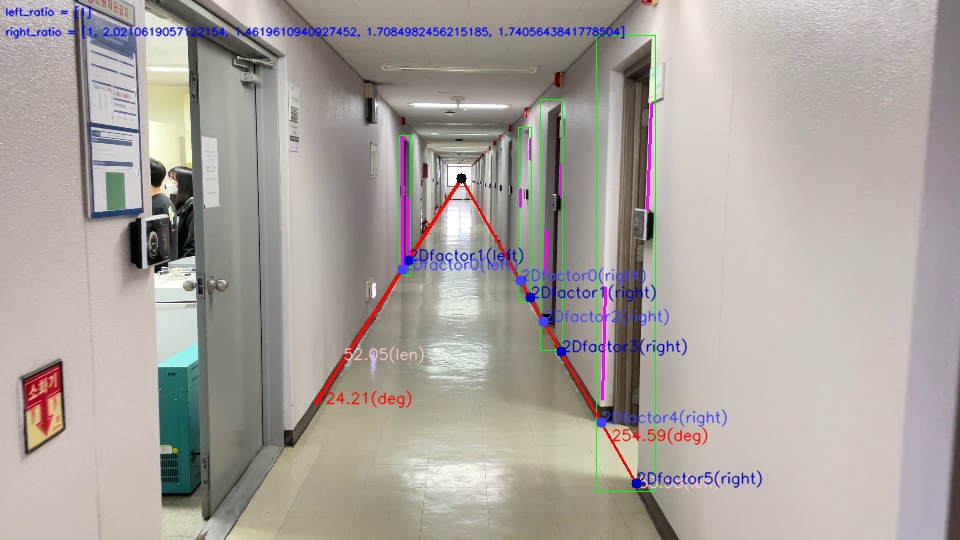 left_ratio = [1]
right_ratio = [1, 2.0210619057122154, 1.4619610940927452, 1.7084982456215185, 1.7405643841778504]
2Dfactor1(left)
2Dfactor0(left)
2Dfactor0(right)
2Dfactor1(right)
2Dfactor2(right)
2Dfactor3(right)
52.05(len)
24.21(deg)
소화기
2Dfactor4(right)
254.59(deg)
2Dfactor5(right)